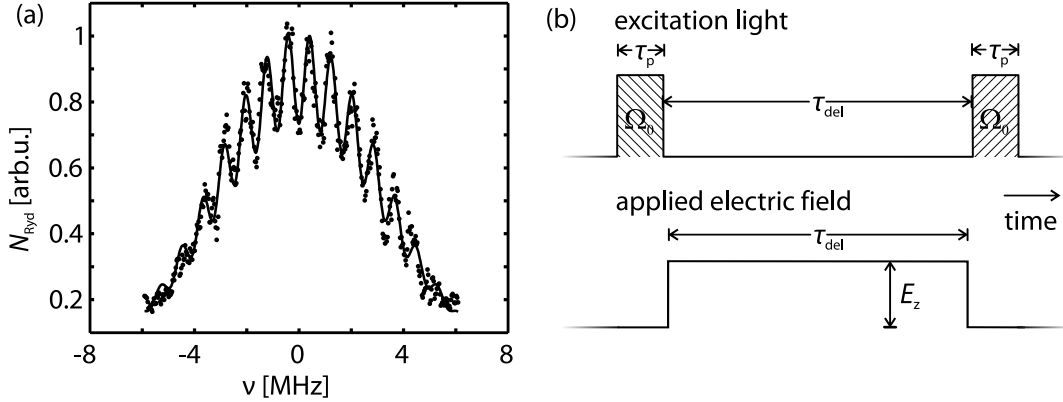 (a)
N_Ryd [arb.u.]
1
0.8
0.6
0.4
0.2
-8
-4
0
4
8
ν [MHz]
(b)
excitation light
τ_p
τ_p
τ_del
Ω_0
Ω_0
applied electric field
time
τ_del
E_z